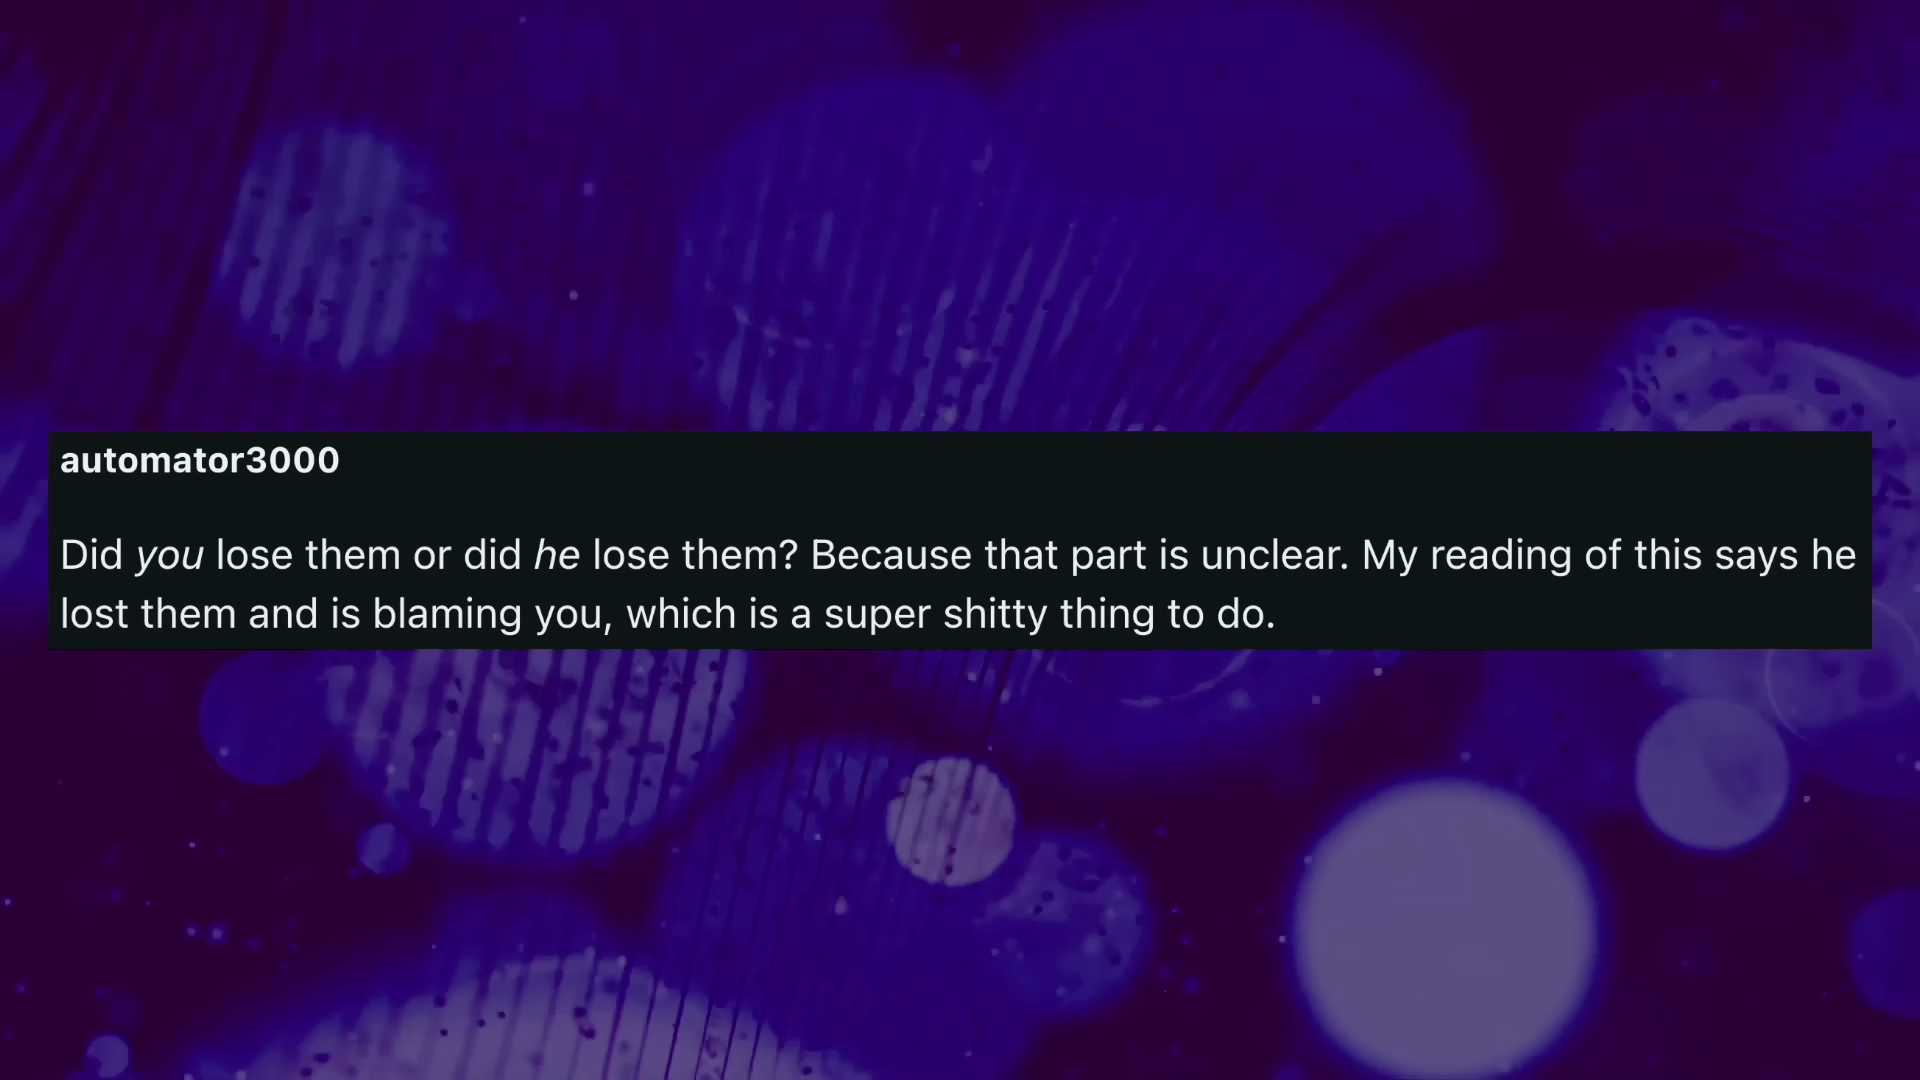 automator3000
Did you lose them or did he lose them? Because that part is unclear. My reading of this says he
lost them and is blaming you, which is a super shitty thing to do.